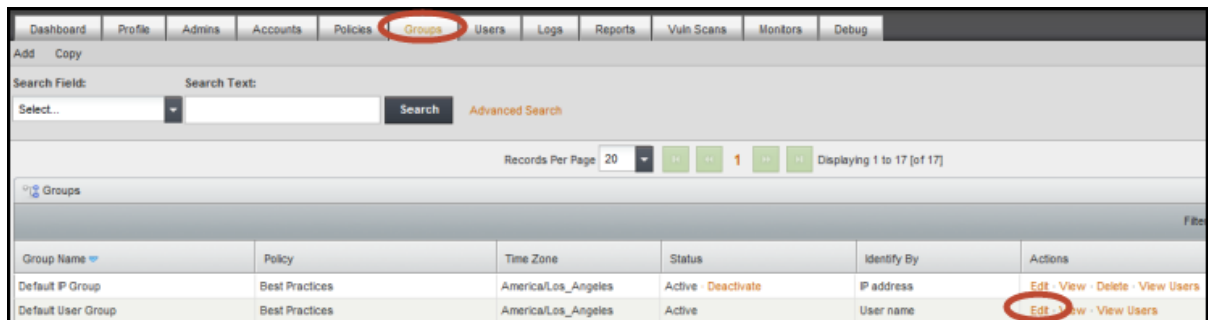 Dashboard Profile Admins Accounts Policies Groups Users Logs Reports Vuln Scans Monitors Debug
Add Copy
Search Field: Search Text:
Select... Search Advanced Search
Records Per Page 20 1 Displaying 1 to 17 [of 17]
Groups
Group Name Policy Time Zone Status Identify By Actions
Default IP Group Best Practices America/Los_Angeles Active · Deactivate IP address Edit · View · Delete · View Users
Default User Group Best Practices America/Los_Angeles Active User name Edit · View · View Users